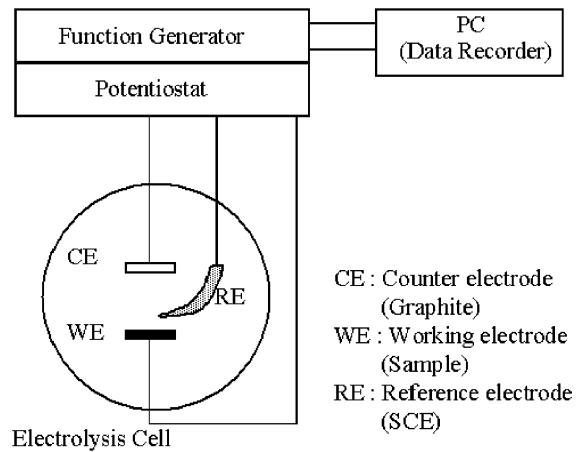 Function Generator
PC
(Data Recorder)
Potentiostat
CE
RE
WE
CE : Counter electrode
(Graphite)
WE : Working electrode
(Sample)
RE : Reference electrode
(SCE)
Electrolysis Cell